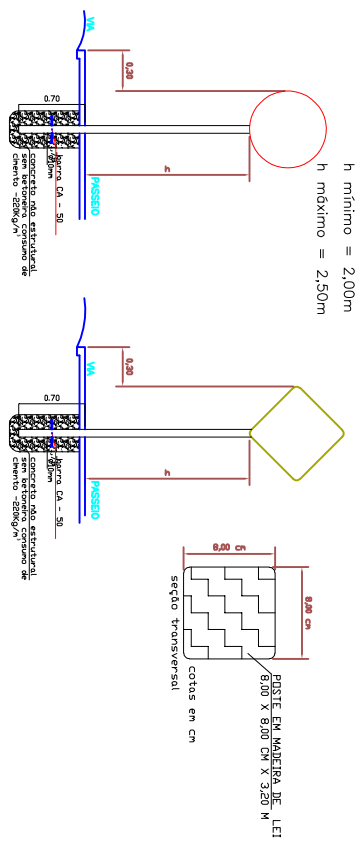 h mínimo = 2,00m
h máximo = 2,50m
VIA
0,30
h
PASSEIO
0.70
barra CA - 50
concreto não estrutural
sem betoneira consumo de
cimento -220Kg/m³
VIA
0,30
h
PASSEIO
0.70
barra CA - 50
concreto não estrutural
sem betoneira consumo de
cimento -220Kg/m³
8,00 cm
8,00 cm
POSTE EM MADEIRA DE LEI
8,00 X 8,00 CM X 3,20 M
cotas em cm
seção transversal